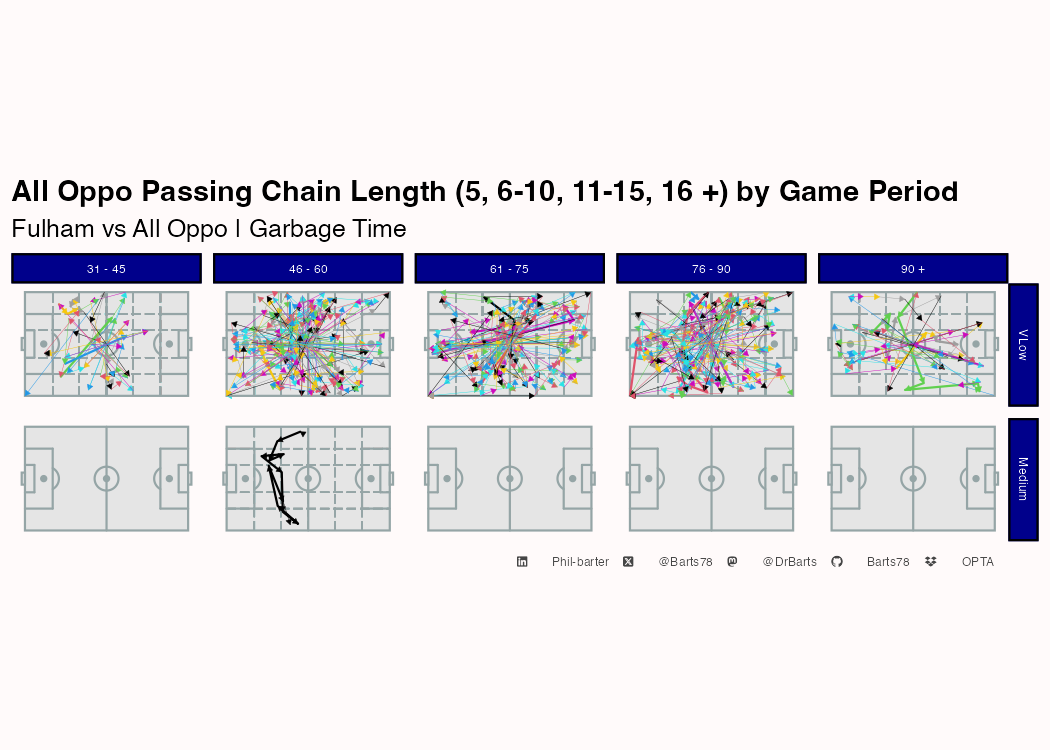 All Oppo Passing Chain Length (5, 6-10, 11-15, 16 +) by Game Period
Fulham vs All Oppo | Garbage Time
31 - 45 46 - 60 61 - 75 76 - 90 90 +
VLow
Medium
Phil-barter @Barts78 @DrBarts Barts78 OPTA